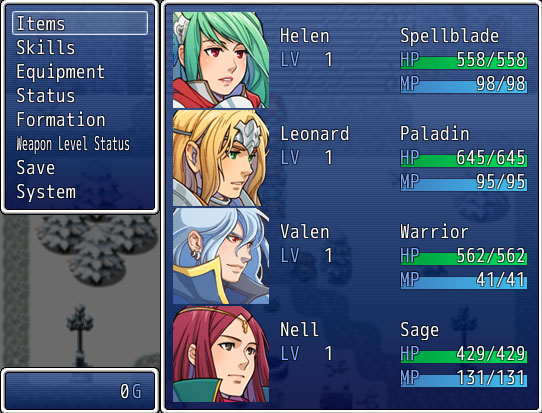 Items
Skills
Equipment
Status
Formation
Weapon Level Status
Save
System
0G
Helen Spellblade
LV 1 HP 558/558
MP 98/98
Leonard Paladin
LV 1 HP 645/645
MP 95/95
Valen Warrior
LV 1 HP 562/562
MP 41/41
Nell Sage
LV 1 HP 429/429
MP 131/131